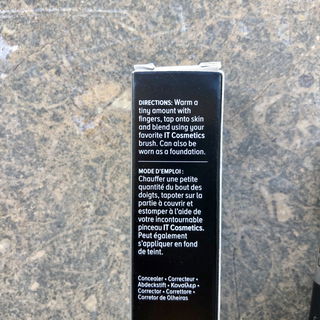 DIRECTIONS: Warm a
tiny amount with
fingers, tap onto skin
and blend using your
favorite IT Cosmetics
brush. Can also be
worn as a foundation.
MODE D'EMPLOI :
Chauffer une petite
quantité du bout des
doigts, tapoter sur la
partie à couvrir et
estomper à l'aide de
votre incontournable
pinceau IT Cosmetics.
Peut également
s'appliquer en fond
de teint.
Concealer • Correcteur •
Abdeckstift • Κονσίλερ •
Corrector • Correttore •
Corretor de Olheiras